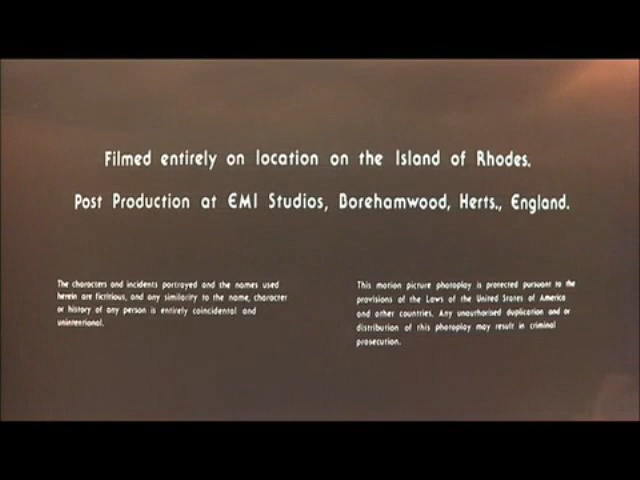 Filmed entirely on location on the Island of Rhodes.
Post Production at EMI Studios, Borehamwood, Herts., England.
The characters and incidents portrayed and the names used
herein are fictitious, and any similarity to the name, character
or history of any person is entirely coincidental and
unintentional.
This motion picture photoplay is protected pursuant to the
provisions of the Laws of the United States of America
and other countries. Any unauthorised duplication and or
distribution of this photoplay may result in criminal
prosecution.